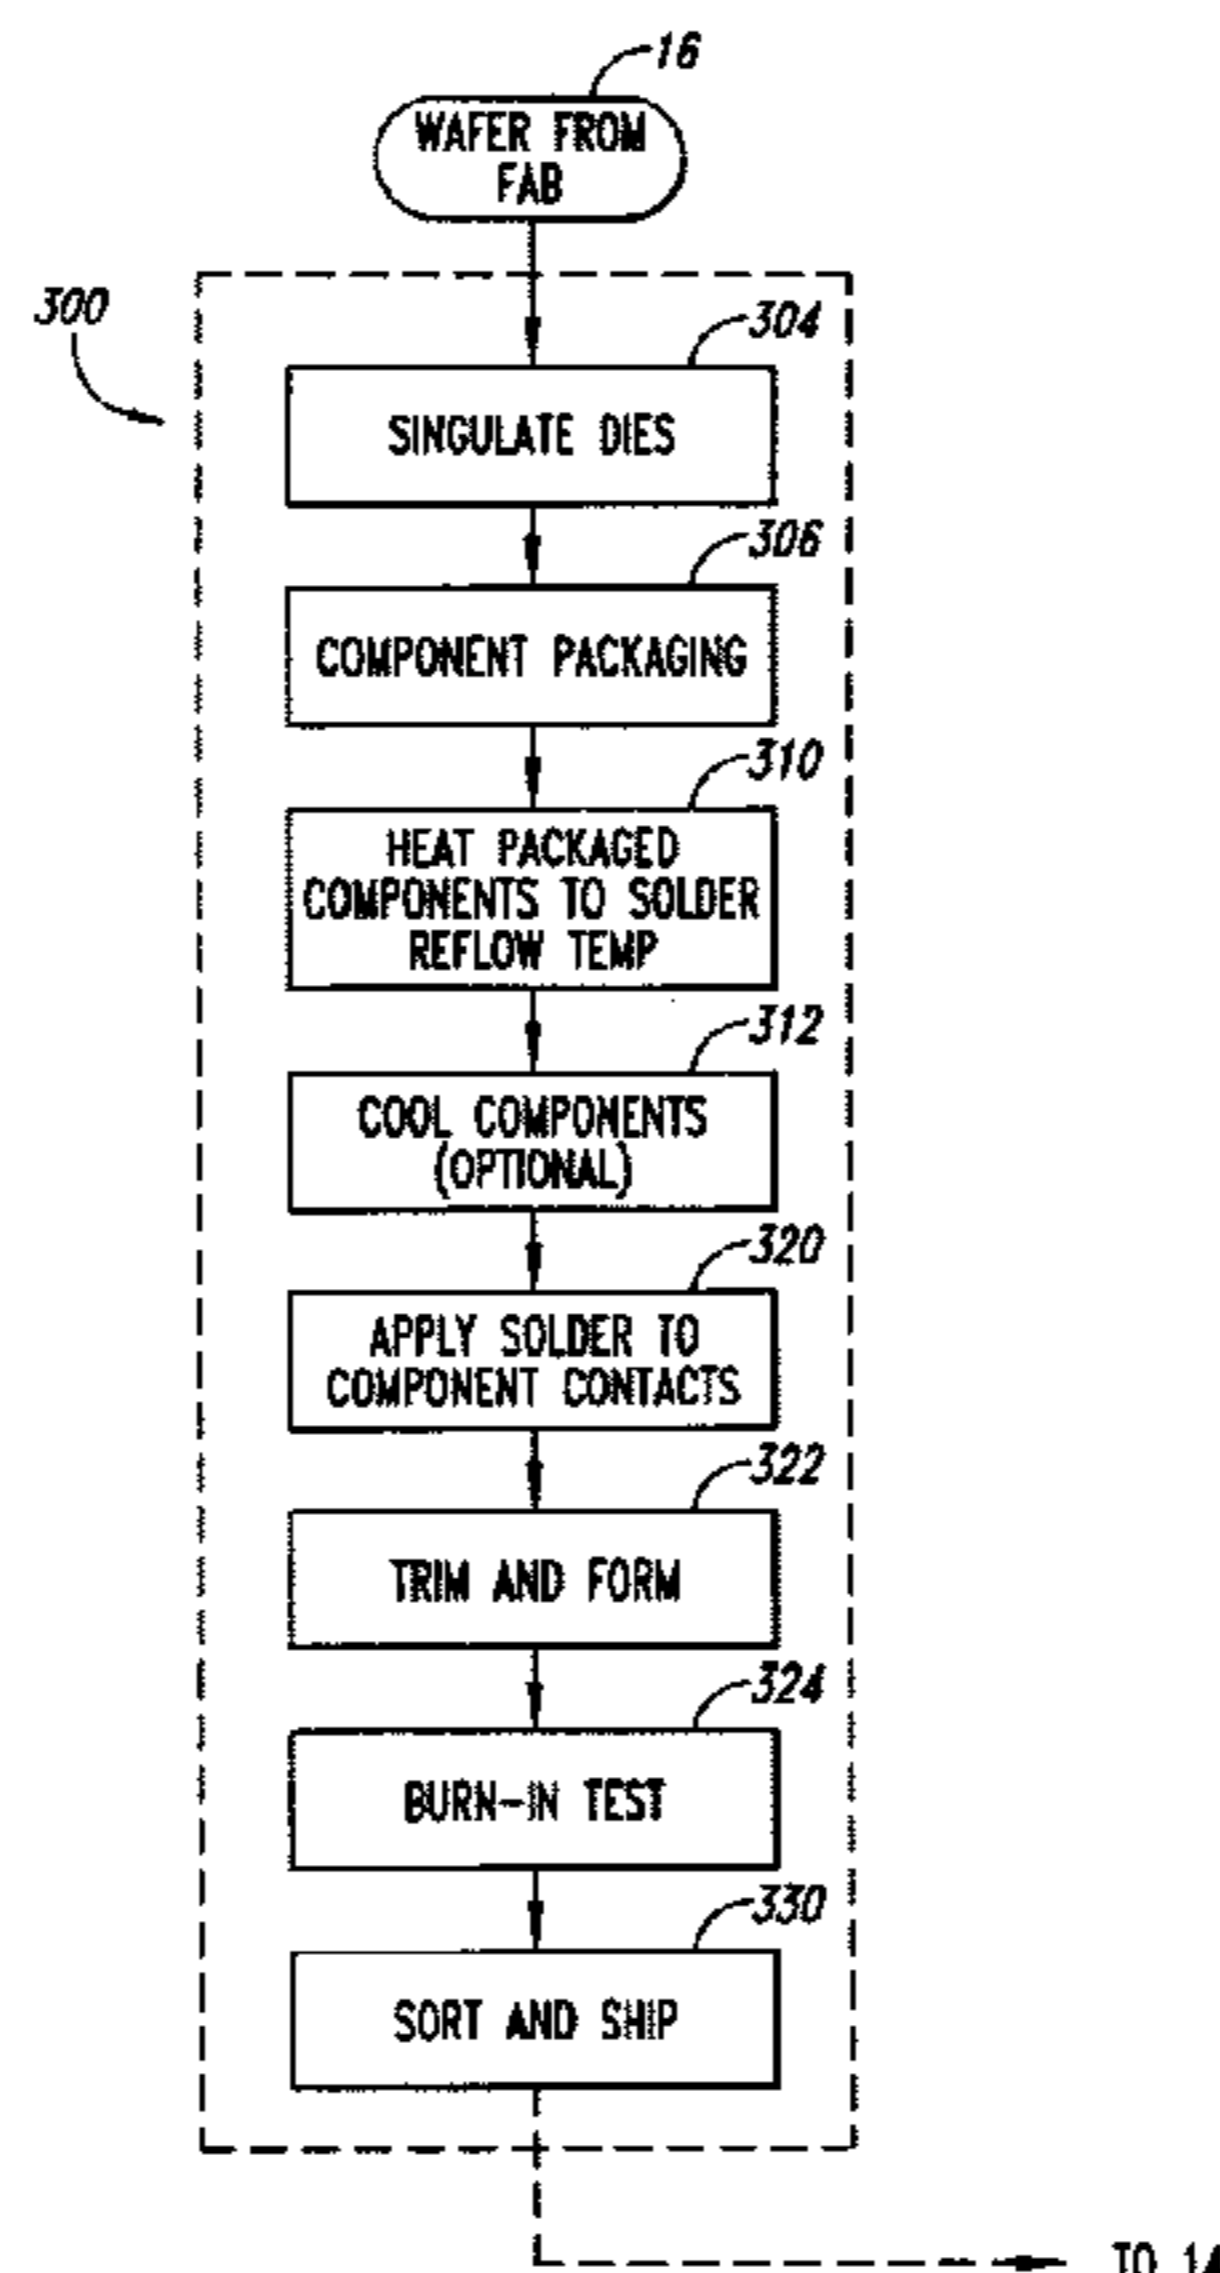 16
WAFER FROM
FAB
300
304
SINGULATE DIES
306
COMPONENT PACKAGING
310
HEAT PACKAGED
COMPONENTS TO SOLDER
REFLOW TEMP
312
COOL COMPONENTS
(OPTIONAL)
320
APPLY SOLDER TO
COMPONENT CONTACTS
322
TRIM AND FORM
324
BURN-IN TEST
330
SORT AND SHIP
TO